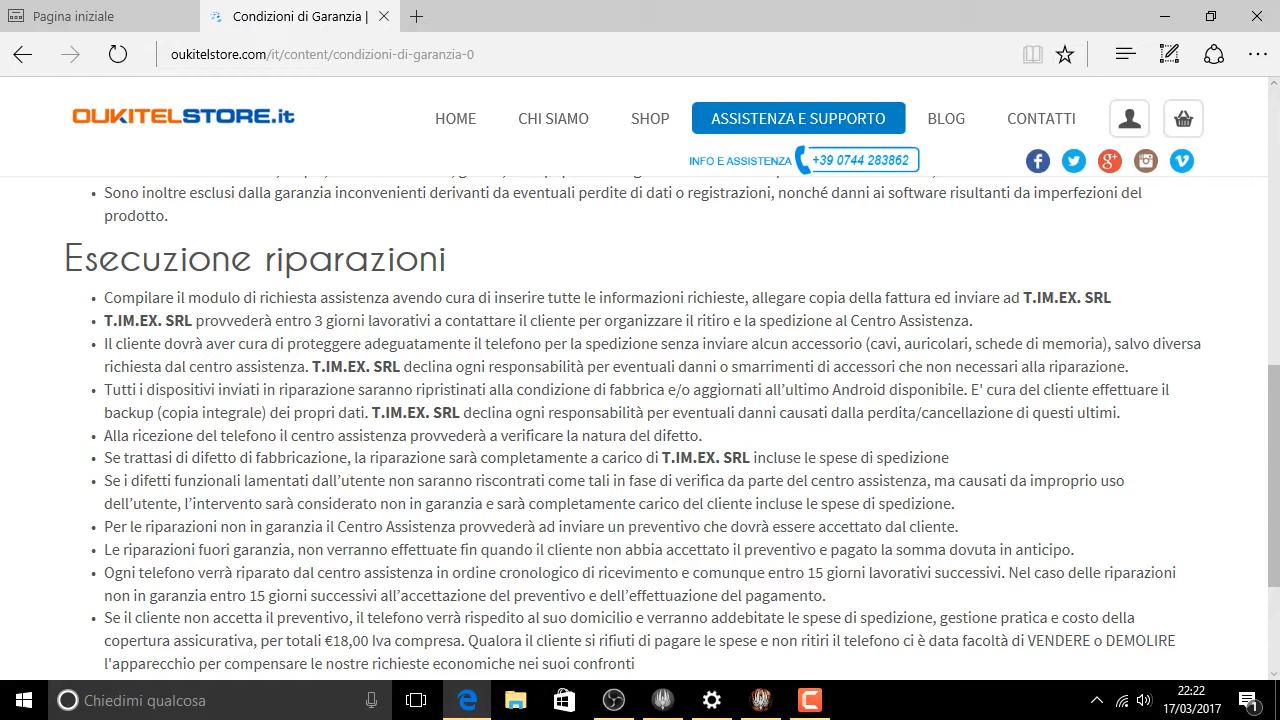 Pagina iniziale
Condizioni di Garanzia |
oukitelstore.com/it/content/condizioni-di-garanzia-0
OUKITELSTORE.it
HOME
CHI SIAMO
SHOP
ASSISTENZA E SUPPORTO
BLOG
CONTATTI
INFO E ASSISTENZA +39 0744 283862
• Sono inoltre esclusi dalla garanzia inconvenienti derivanti da eventuali perdite di dati o registrazioni, nonché danni ai software risultanti da imperfezioni del
prodotto.
Esecuzione riparazioni
• Compilare il modulo di richiesta assistenza avendo cura di inserire tutte le informazioni richieste, allegare copia della fattura ed inviare ad T.IM.EX. SRL
• T.IM.EX. SRL provvederà entro 3 giorni lavorativi a contattare il cliente per organizzare il ritiro e la spedizione al Centro Assistenza.
• Il cliente dovrà aver cura di proteggere adeguatamente il telefono per la spedizione senza inviare alcun accessorio (cavi, auricolari, schede di memoria), salvo diversa
richiesta dal centro assistenza. T.IM.EX. SRL declina ogni responsabilità per eventuali danni o smarrimenti di accessori che non necessari alla riparazione.
• Tutti i dispositivi inviati in riparazione saranno ripristinati alla condizione di fabbrica e/o aggiornati all'ultimo Android disponibile. E' cura del cliente effettuare il
backup (copia integrale) dei propri dati. T.IM.EX. SRL declina ogni responsabilità per eventuali danni causati dalla perdita/cancellazione di questi ultimi.
• Alla ricezione del telefono il centro assistenza provvederà a verificare la natura del difetto.
• Se trattasi di difetto di fabbricazione, la riparazione sarà completamente a carico di T.IM.EX. SRL incluse le spese di spedizione
• Se i difetti funzionali lamentati dall'utente non saranno riscontrati come tali in fase di verifica da parte del centro assistenza, ma causati da improprio uso
dell'utente, l'intervento sarà considerato non in garanzia e sarà completamente carico del cliente incluse le spese di spedizione.
• Per le riparazioni non in garanzia il Centro Assistenza provvederà ad inviare un preventivo che dovrà essere accettato dal cliente.
• Le riparazioni fuori garanzia, non verranno effettuate fin quando il cliente non abbia accettato il preventivo e pagato la somma dovuta in anticipo.
• Ogni telefono verrà riparato dal centro assistenza in ordine cronologico di ricevimento e comunque entro 15 giorni lavorativi successivi. Nel caso delle riparazioni
non in garanzia entro 15 giorni successivi all'accettazione del preventivo e dell'effettuazione del pagamento.
• Se il cliente non accetta il preventivo, il telefono verrà rispedito al suo domicilio e verranno addebitate le spese di spedizione, gestione pratica e costo della
copertura assicurativa, per totali €18,00 Iva compresa. Qualora il cliente si rifiuti di pagare le spese e non ritiri il telefono ci è data facoltà di VENDERE o DEMOLIRE
l'apparecchio per compensare le nostre richieste economiche nei suoi confronti
Chiedimi qualcosa
22:22
17/03/2017
1